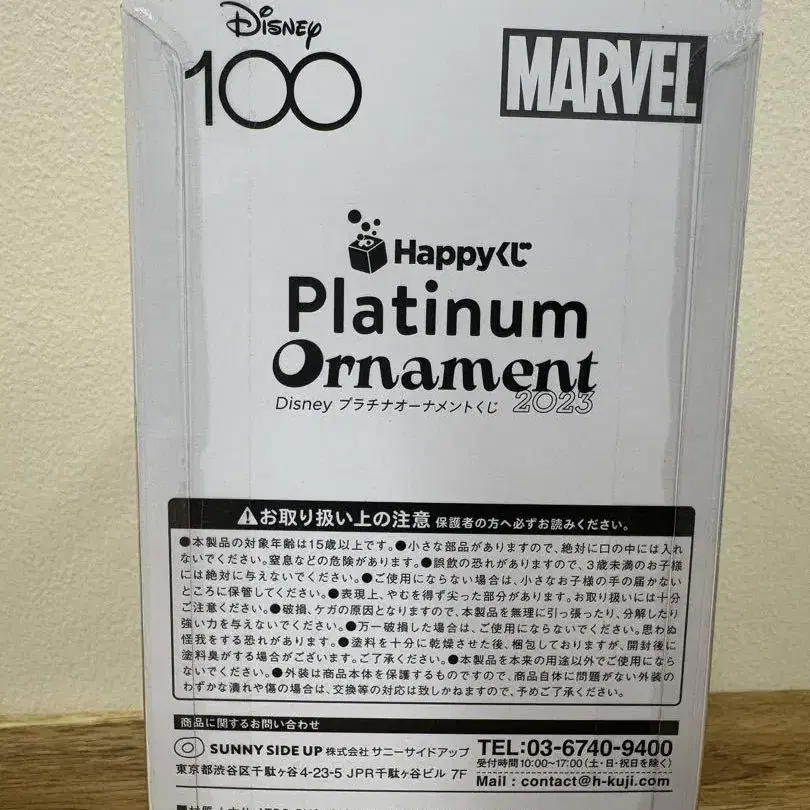 Disney
100
MARVEL
Happyくじ
Platinum
Ornament
Disney プラチナオーナメントくじ 2023
⚠お取り扱い上の注意 保護者の方へ必ずお読みください。
●本製品の対象年齢は15歳以上です。●小さな部品がありますので、絶対に口の中には入れ
ないでください。窒息などの危険があります。●誤飲の恐れがありますので、3歳未満のお子様
には絶対に与えないでください。●ご使用にならない場合は、小さなお子様の手の届かない
ところに保管してください。●表現上、やむを得ず尖った部分があります。お取り扱いには十分
ご注意ください。●破損、ケガの原因となりますので、本製品を無理に引っ張ったり、分解したり
強い力を与えないでください。●万一破損した場合は、ご使用にならないでください。思わぬ
怪我をする恐れがあります。●塗料を十分に乾燥させた後、梱包しておりますが、開封後に
塗料臭がする場合がございます。ご了承ください。●本製品を本来の用途以外でご使用になら
ないでください。●外装は商品本体を保護するものですので、商品自体に問題がない外装の
わずかな潰れや傷の場合は、交換等の対応は致しかねますので、予めご了承ください。
商品に関するお問い合わせ
SUNNY SIDE UP 株式会社 サニーサイドアップ
東京都渋谷区千駄ヶ谷4-23-5 JPR千駄ヶ谷ビル 7F
TEL:03-6740-9400
受付時間10:00〜17:00(土・日・祝日を除く)
Mail : contact@h-kuji.com